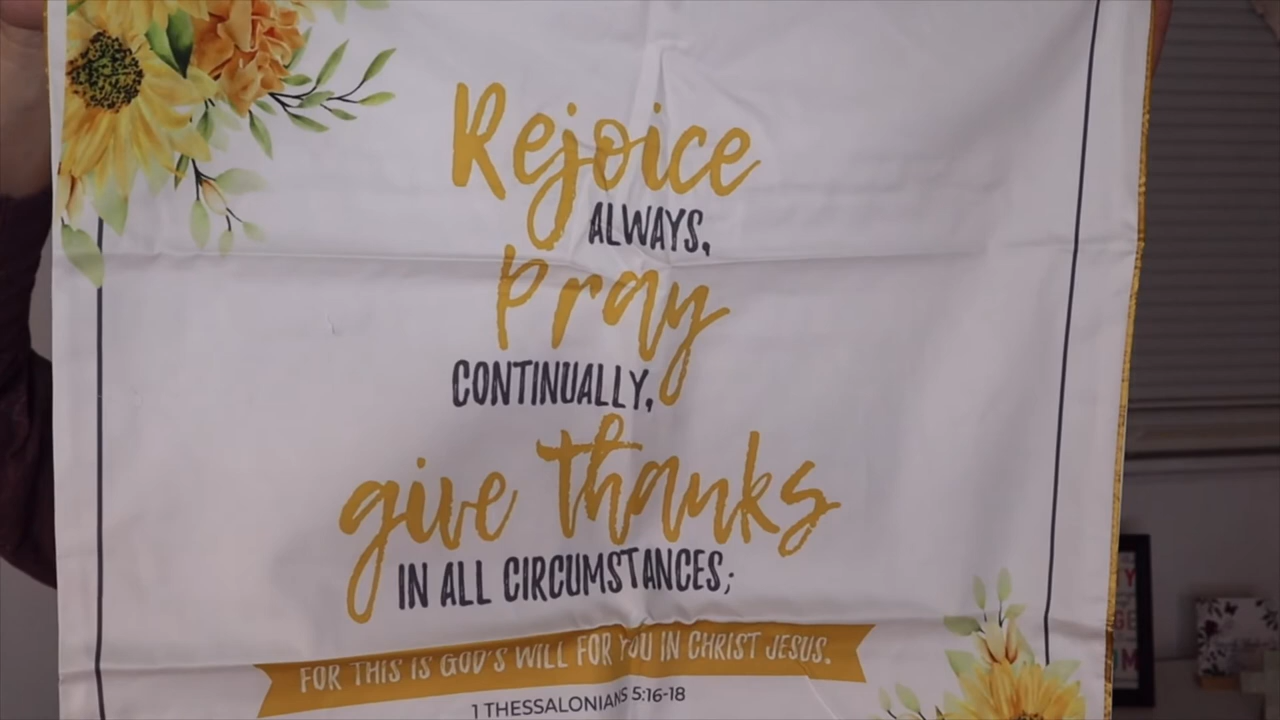 Rejoice
ALWAYS,
Pray
CONTINUALLY,
give thanks
IN ALL CIRCUMSTANCES;
FOR THIS IS GOD'S WILL FOR YOU IN CHRIST JESUS.
1 THESSALONIANS 5:16-18